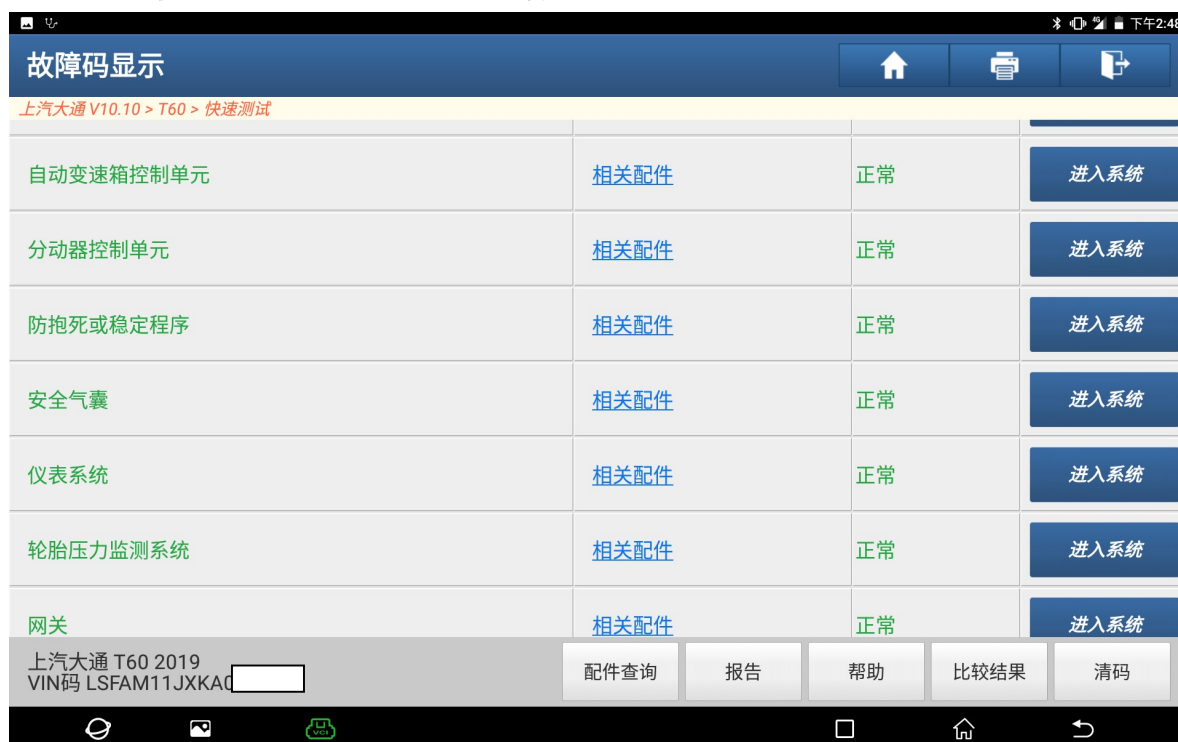 下午2:48
故障码显示
上汽大通 V10.10 > T60 > 快速测试
自动变速箱控制单元 相关配件 正常 进入系统
分动器控制单元 相关配件 正常 进入系统
防抱死或稳定程序 相关配件 正常 进入系统
安全气囊 相关配件 正常 进入系统
仪表系统 相关配件 正常 进入系统
轮胎压力监测系统 相关配件 正常 进入系统
网关 相关配件 正常 进入系统
上汽大通 T60 2019
VIN码 LSFAM11JXKA
配件查询 报告 帮助 比较结果 清码
VCI